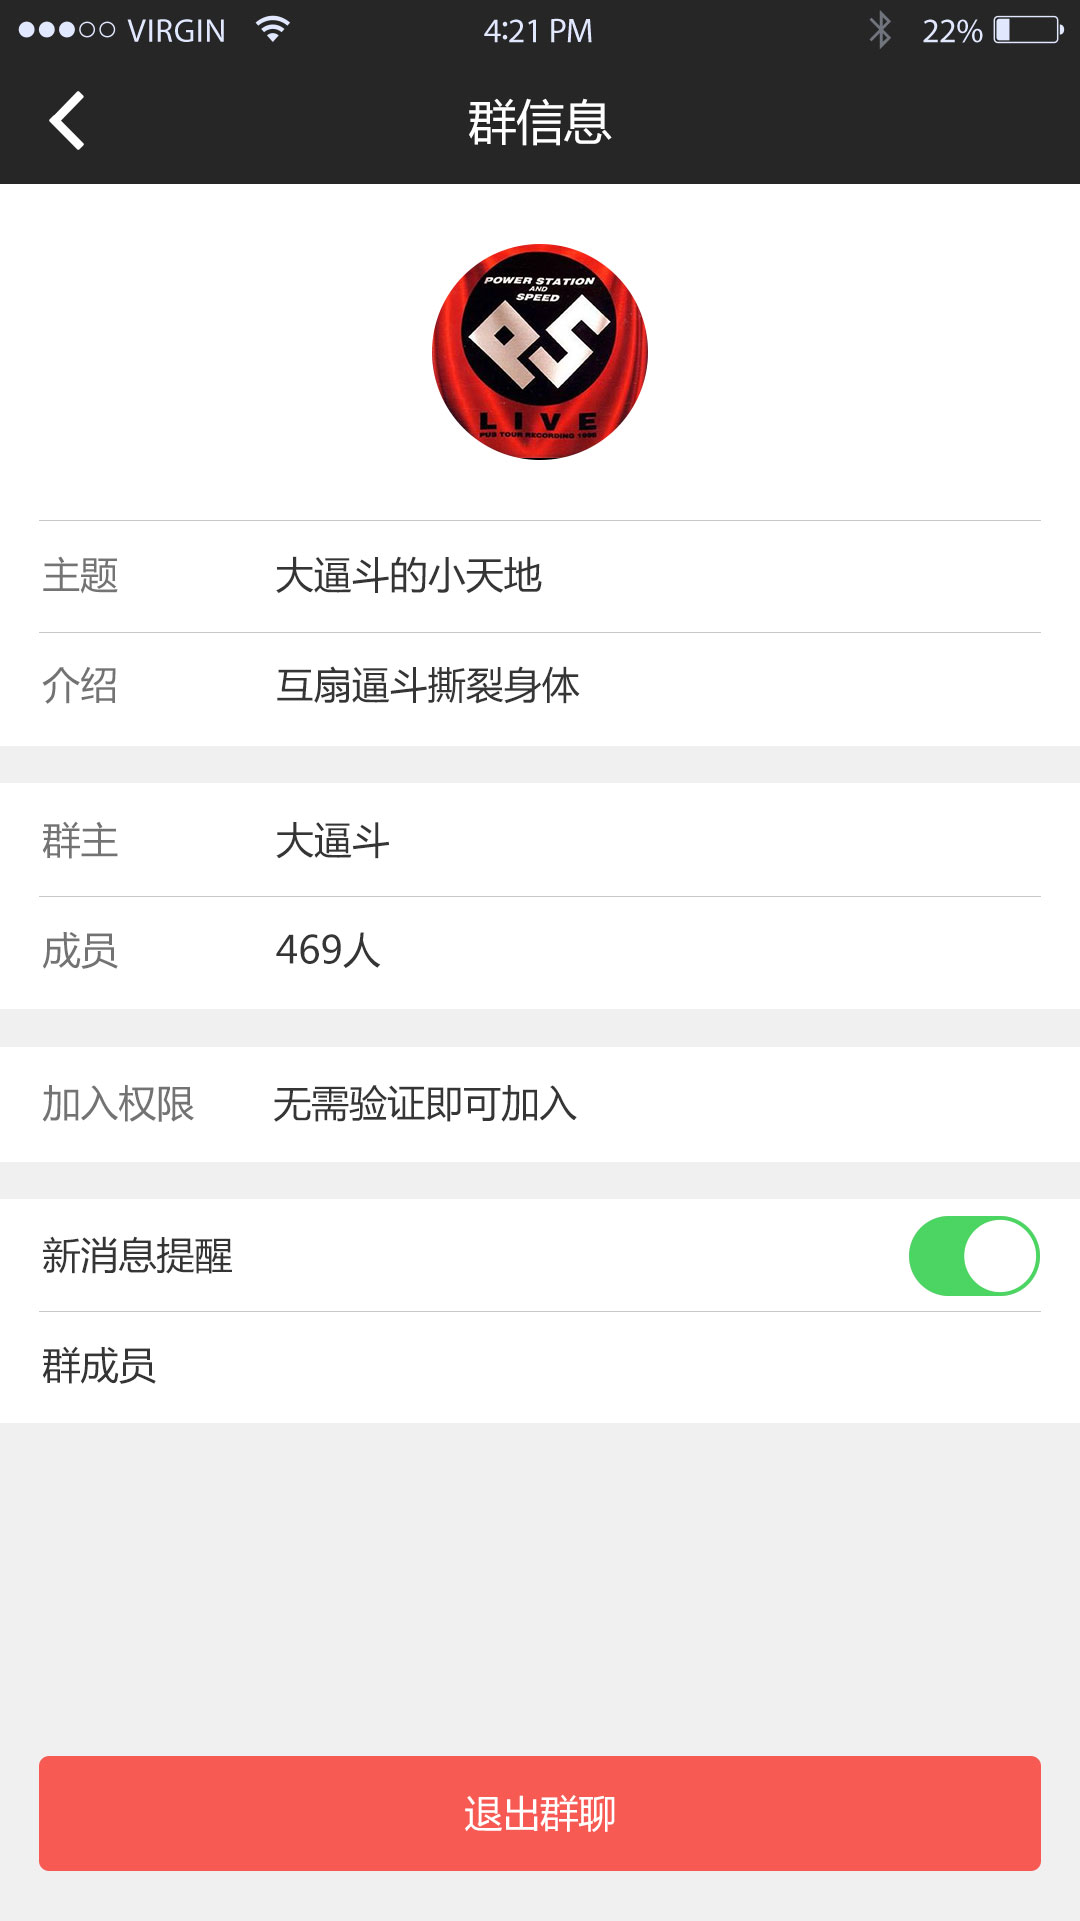 VIRGIN
4:21 PM
22%
群信息
POWER STATION
AND
SPEED
PS
LIVE
PUB TOUR RECORDING 1995
主题
大逼斗的小天地
介绍
互扇逼斗撕裂身体
群主
大逼斗
成员
469人
加入权限
无需验证即可加入
新消息提醒
群成员
退出群聊